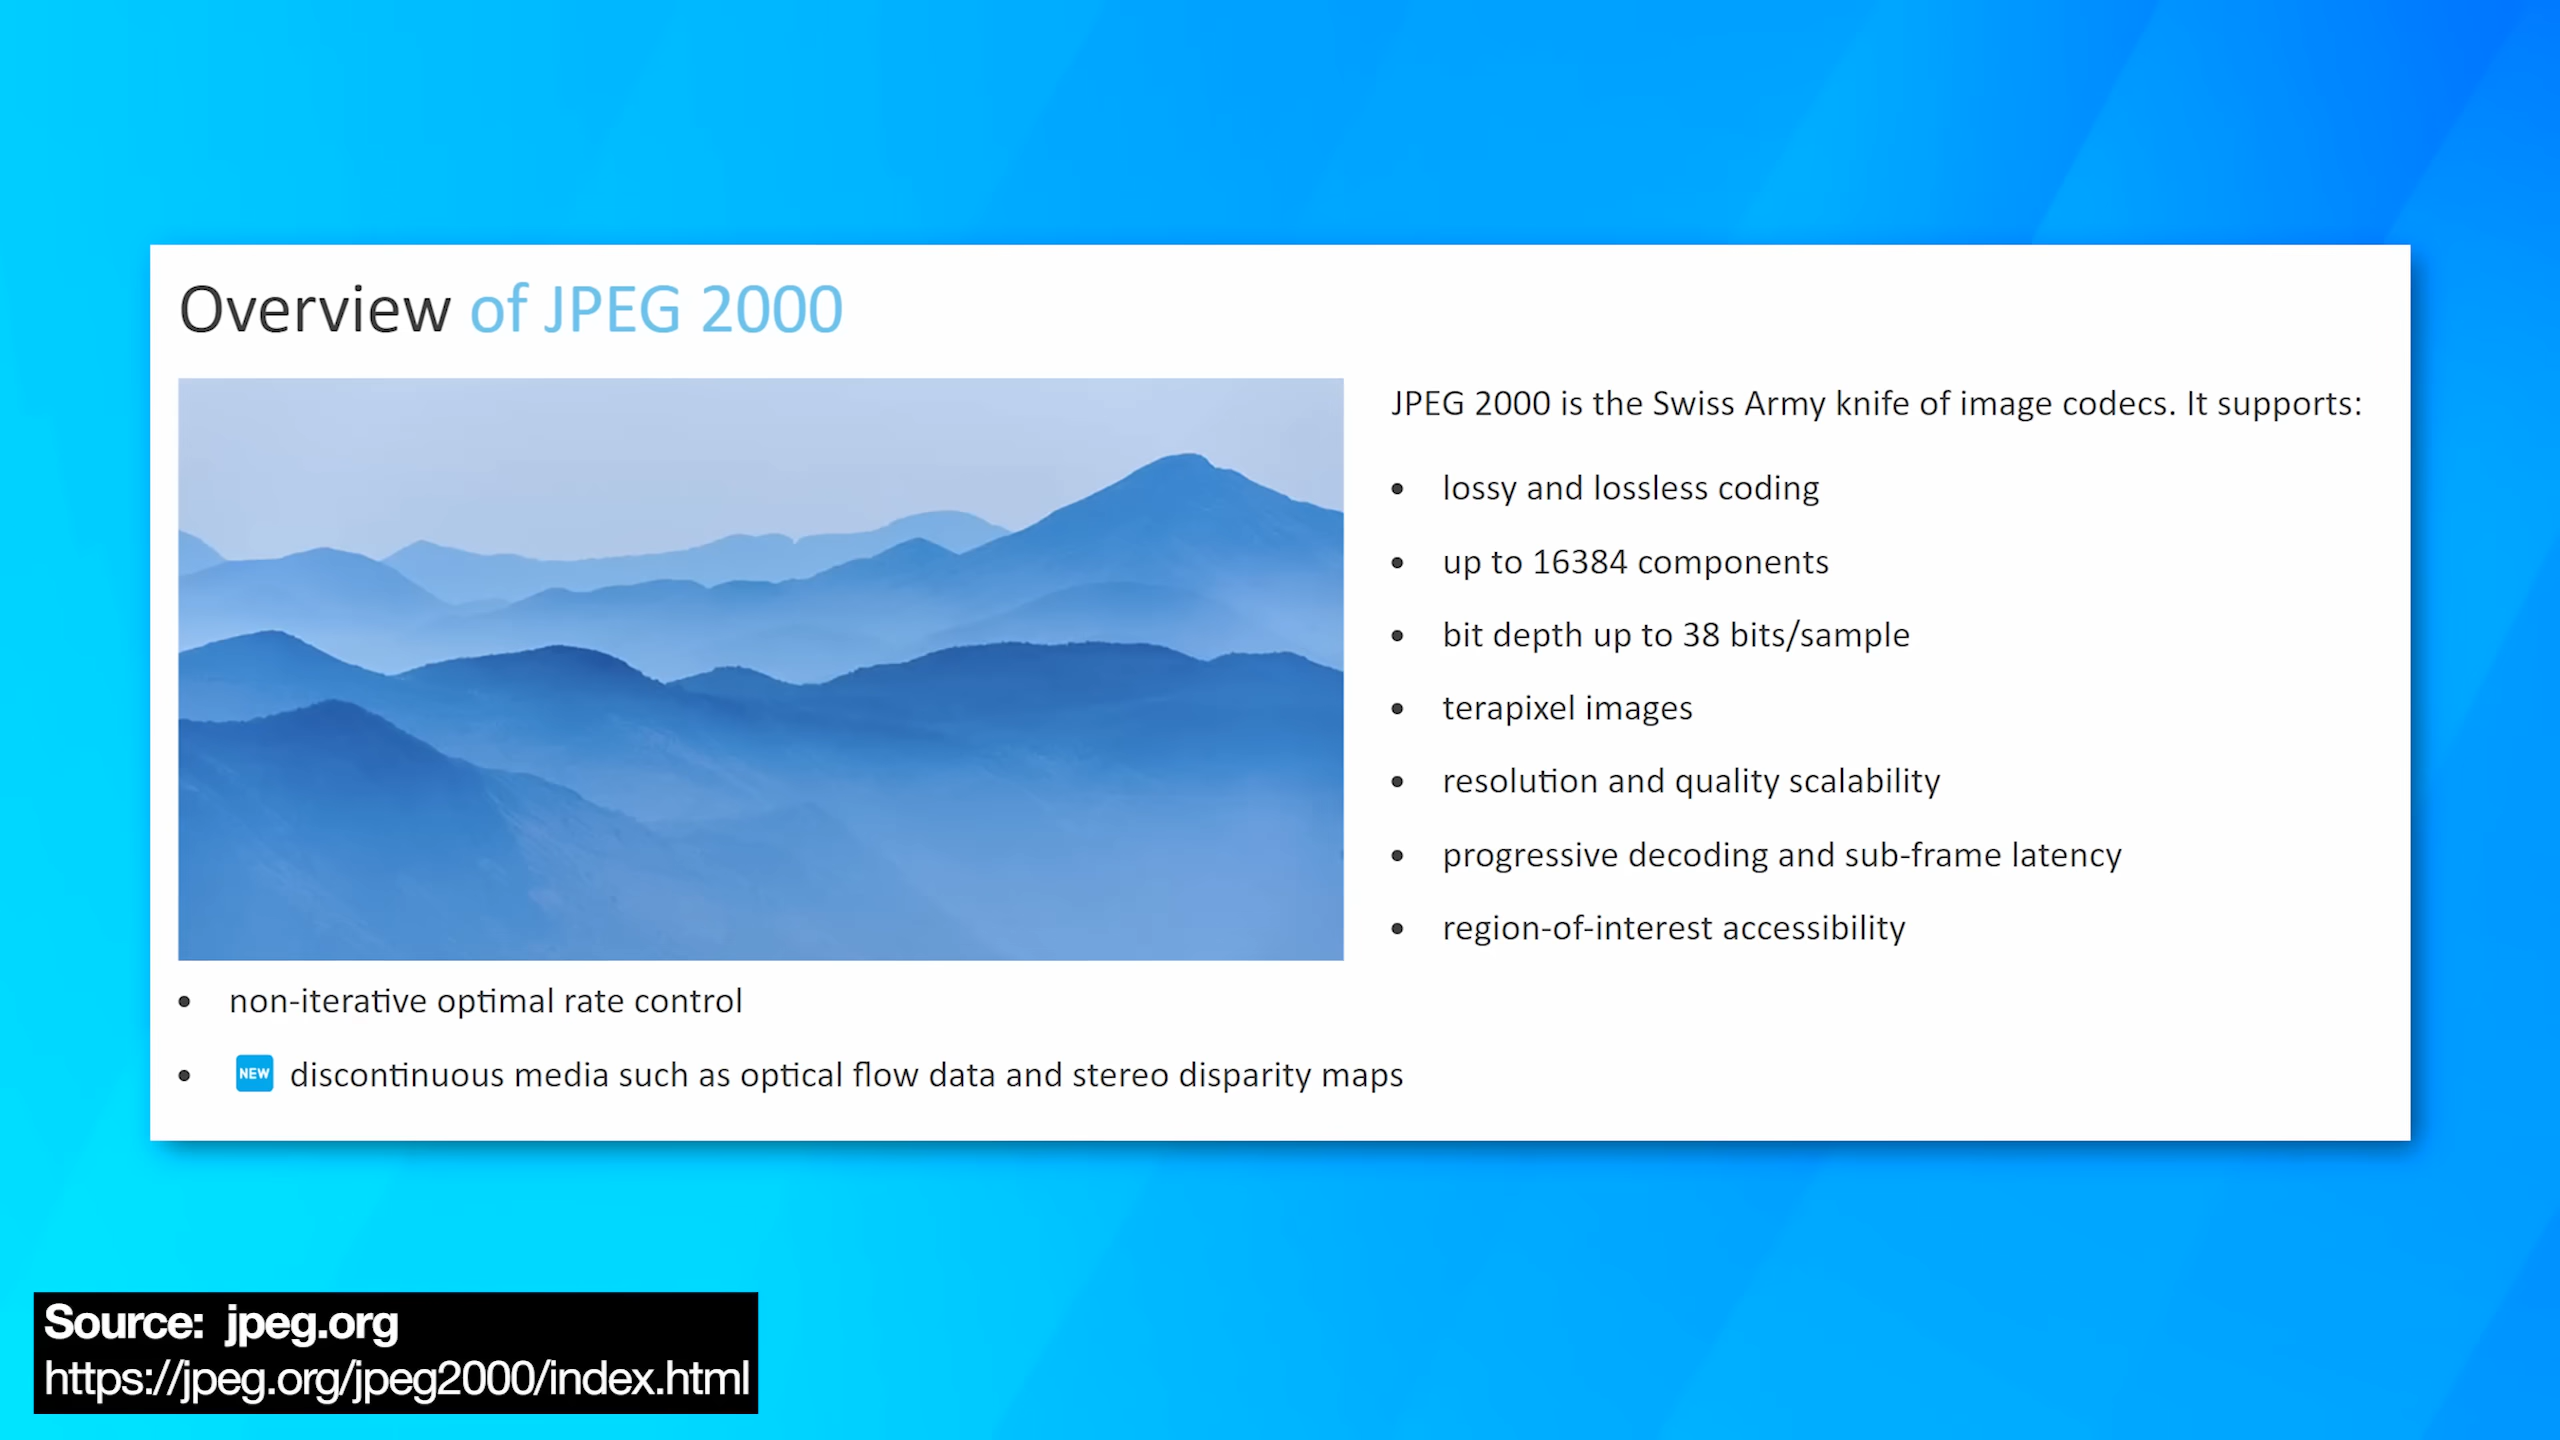 Overview of JPEG 2000
JPEG 2000 is the Swiss Army knife of image codecs. It supports:
• lossy and lossless coding
• up to 16384 components
• bit depth up to 38 bits/sample
• terapixel images
• resolution and quality scalability
• progressive decoding and sub-frame latency
• region-of-interest accessibility
• non-iterative optimal rate control
• NEW discontinuous media such as optical flow data and stereo disparity maps
Source: jpeg.org
https://jpeg.org/jpeg2000/index.html